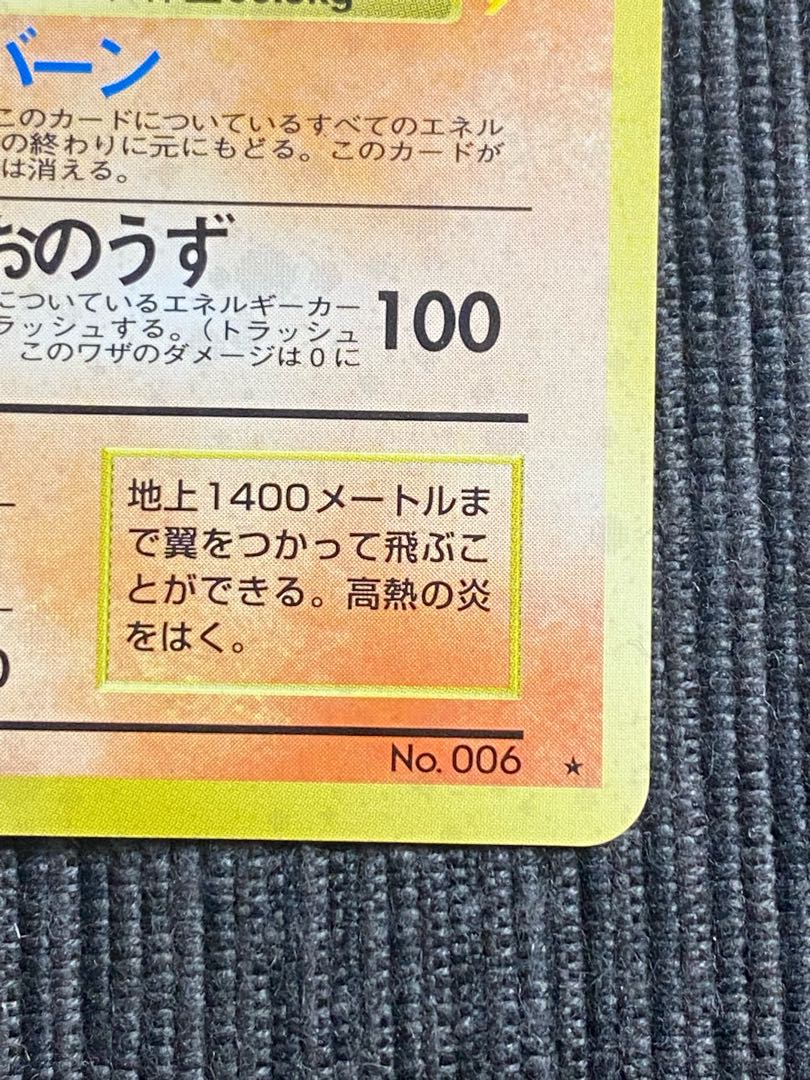 バーン
このカードについているすべてのエネル
の終わりに元にもどる。このカードが
は消える。
おのうず
についているエネルギーカー
ラッシュする。（トラッシュ
このワザのダメージは0に
100
地上1400メートルま
で翼をつかって飛ぶこ
とができる。高熱の炎
をはく。
No. 006 ★